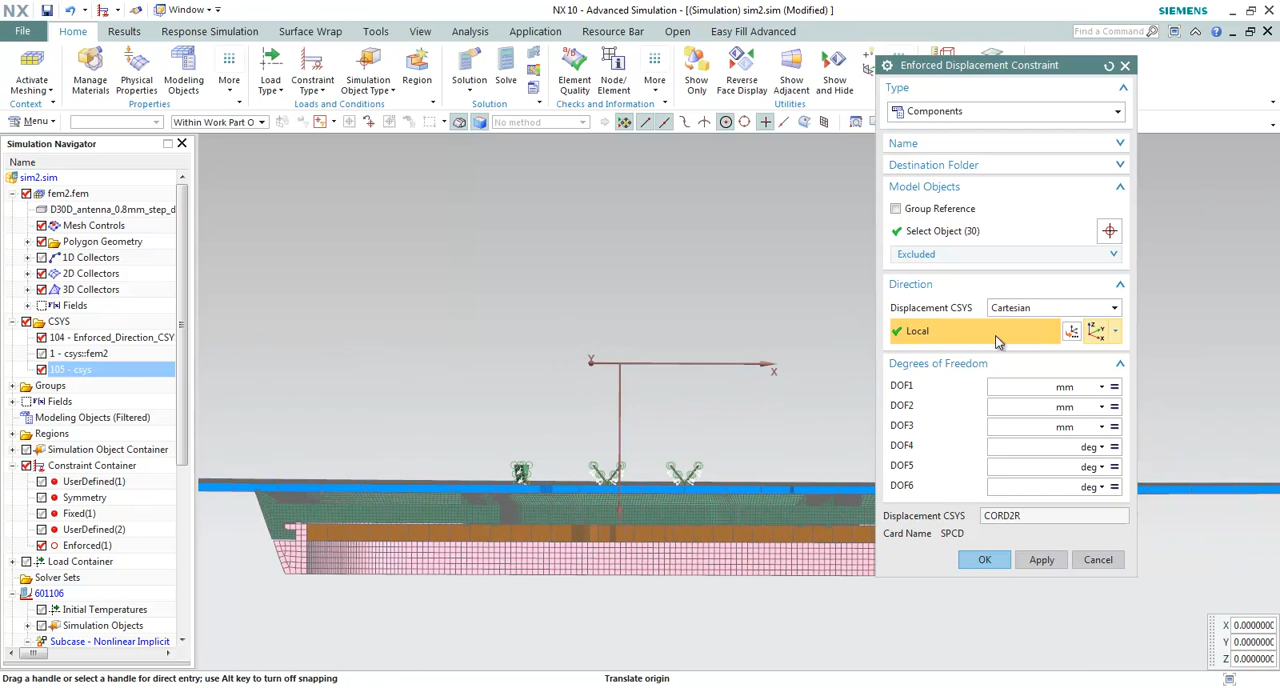 NX
Window
NX 10 - Advanced Simulation - [(Simulation) sim2.sim (Modified) ]
SIEMENS
File
Home
Results
Response Simulation
Surface Wrap
Tools
View
Analysis
Application
Resource Bar
Open
Easy Fill Advanced
Find a Command
Activate Meshing
Manage Materials
Physical Properties
Modeling Objects
More
Load Type
Constraint Type
Simulation Object Type
Region
Solution
Solve
Element Quality
Node/ Element
More
Show Only
Reverse Face Display
Show Adjacent
Show and Hide
Context
Properties
Loads and Conditions
Solution
Checks and Information
Utilities
Menu
Within Work Part O
No method
Simulation Navigator
Name
sim2.sim
fem2.fem
D30D_antenna_0.8mm_step_d
Mesh Controls
Polygon Geometry
1D Collectors
2D Collectors
3D Collectors
Fields
CSYS
104 - Enforced_Direction_CSY
1 - csys::fem2
105 - csys
Groups
Fields
Modeling Objects (Filtered)
Regions
Simulation Object Container
Constraint Container
UserDefined(1)
Symmetry
Fixed(1)
UserDefined(2)
Enforced(1)
Load Container
Solver Sets
601106
Initial Temperatures
Simulation Objects
Subcase - Nonlinear Implicit
Y
X
Enforced Displacement Constraint
Type
Components
Name
Destination Folder
Model Objects
Group Reference
Select Object (30)
Excluded
Direction
Displacement CSYS
Cartesian
Local
Degrees of Freedom
DOF1
mm
DOF2
mm
DOF3
mm
DOF4
deg
DOF5
deg
DOF6
deg
Displacement CSYS
CORD2R
Card Name SPCD
OK
Apply
Cancel
X 0.000000C
Y 0.000000C
Z 0.000000C
Drag a handle or select a handle for direct entry; use Alt key to turn off snapping
Translate origin